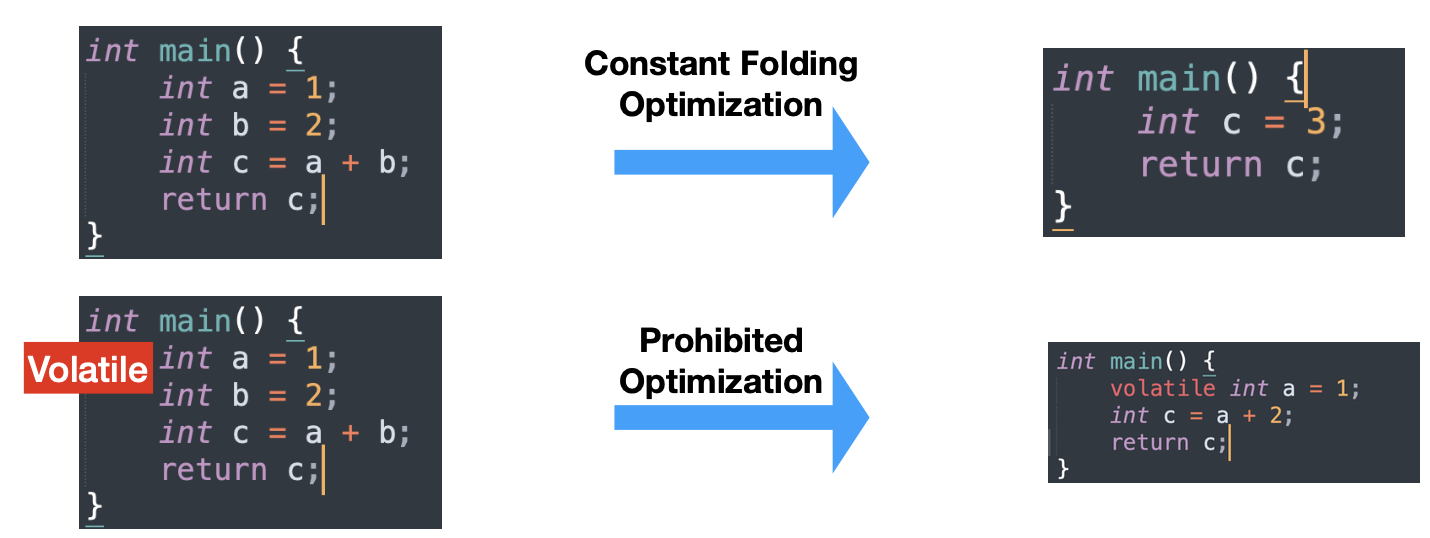 int main() {
    int a = 1;
    int b = 2;
    int c = a + b;
    return c;
}
Constant Folding
Optimization
int main() {
    int c = 3;
    return c;
}
int main() {
Volatile int a = 1;
    int b = 2;
    int c = a + b;
    return c;
}
Prohibited
Optimization
int main() {
    volatile int a = 1;
    int c = a + 2;
    return c;
}